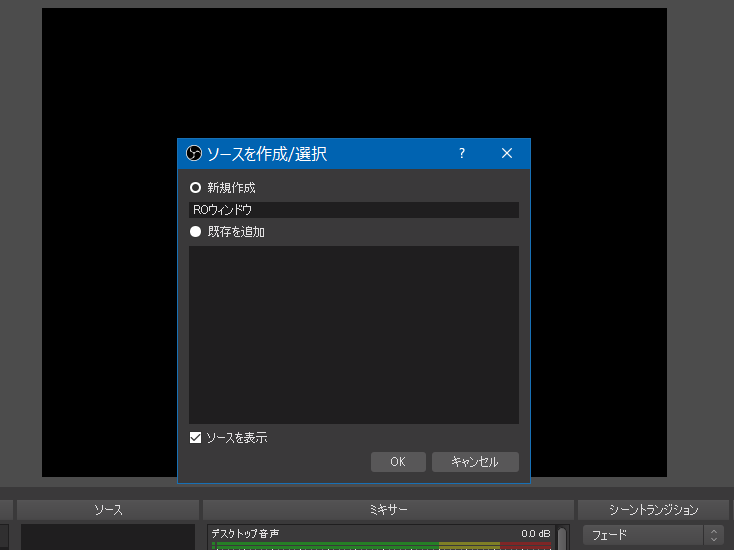 ソースを作成/選択
?
新規作成
ROウィンドウ
既存を追加
ソースを表示
OK
キャンセル
ソース
ミキサー
シーントランジション
デスクトップ音声
0.0 dB
フェード